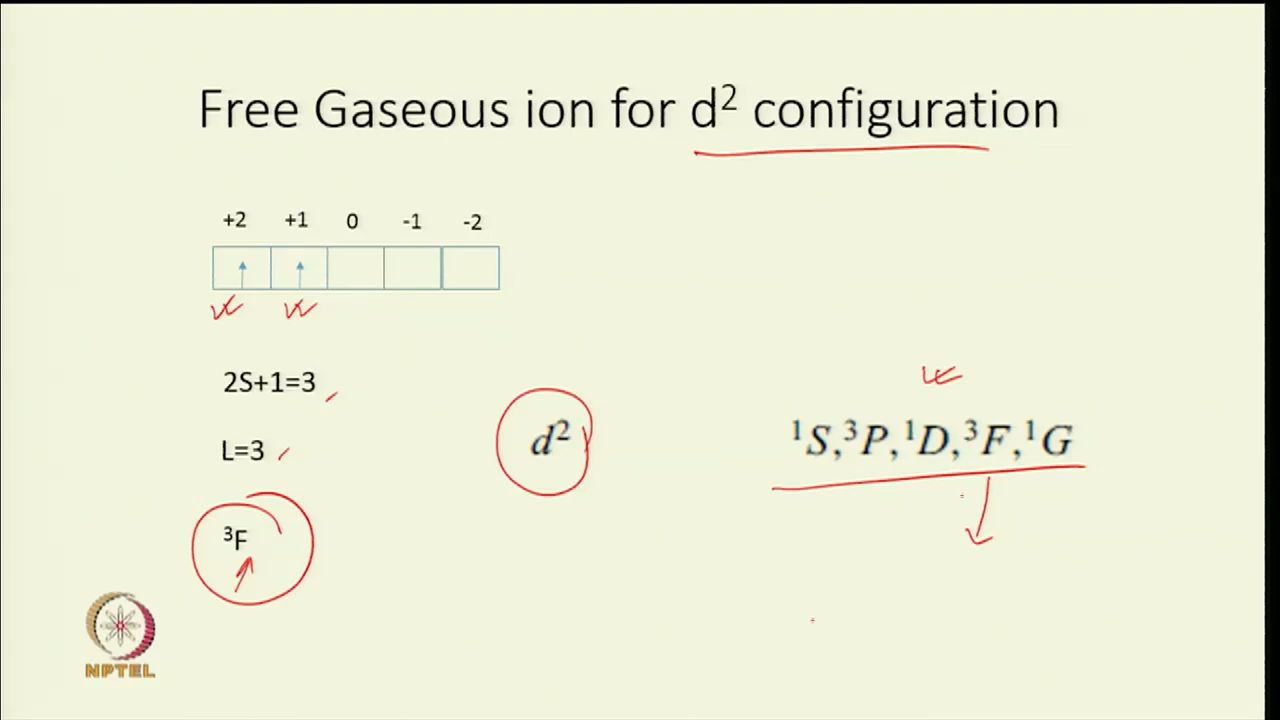 Free Gaseous ion for d² configuration
+2 +1 0 -1 -2
2S+1=3
L=3
³F
d²
¹S,³P,¹D,³F,¹G
NPTEL